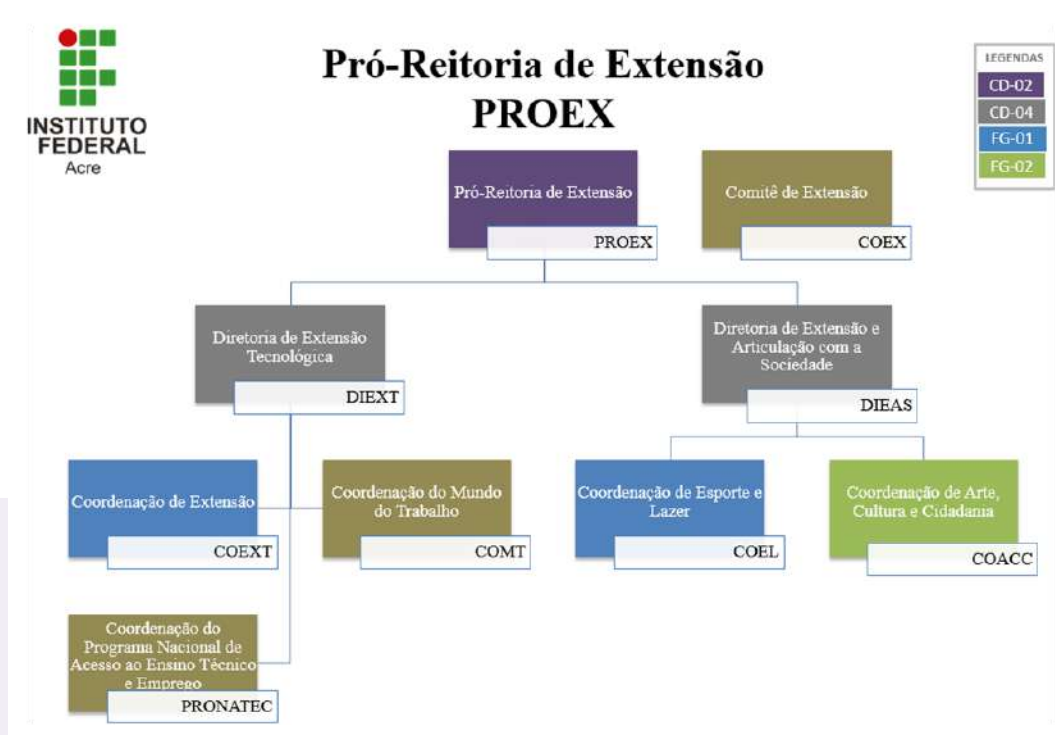 INSTITUTO
FEDERAL
Acre
Pró-Reitoria de Extensão
PROEX
LEGENDAS
CD-02
CD-04
FG-01
FG-02
Pró-Reitoria de Extensão
PROEX
Comitê de Extensão
COEX
Diretoria de Extensão
Tecnológica
DIEXT
Diretoria de Extensão e
Articulação com a
Sociedade
DIEAS
Coordenação de Extensão
COEXT
Coordenação do Mundo
do Trabalho
COMT
Coordenação de Esporte e
Lazer
COEL
Coordenação de Arte,
Cultura e Cidadania
COACC
Coordenação do
Programa Nacional de
Acesso ao Ensino Técnico
e Emprego
PRONATEC